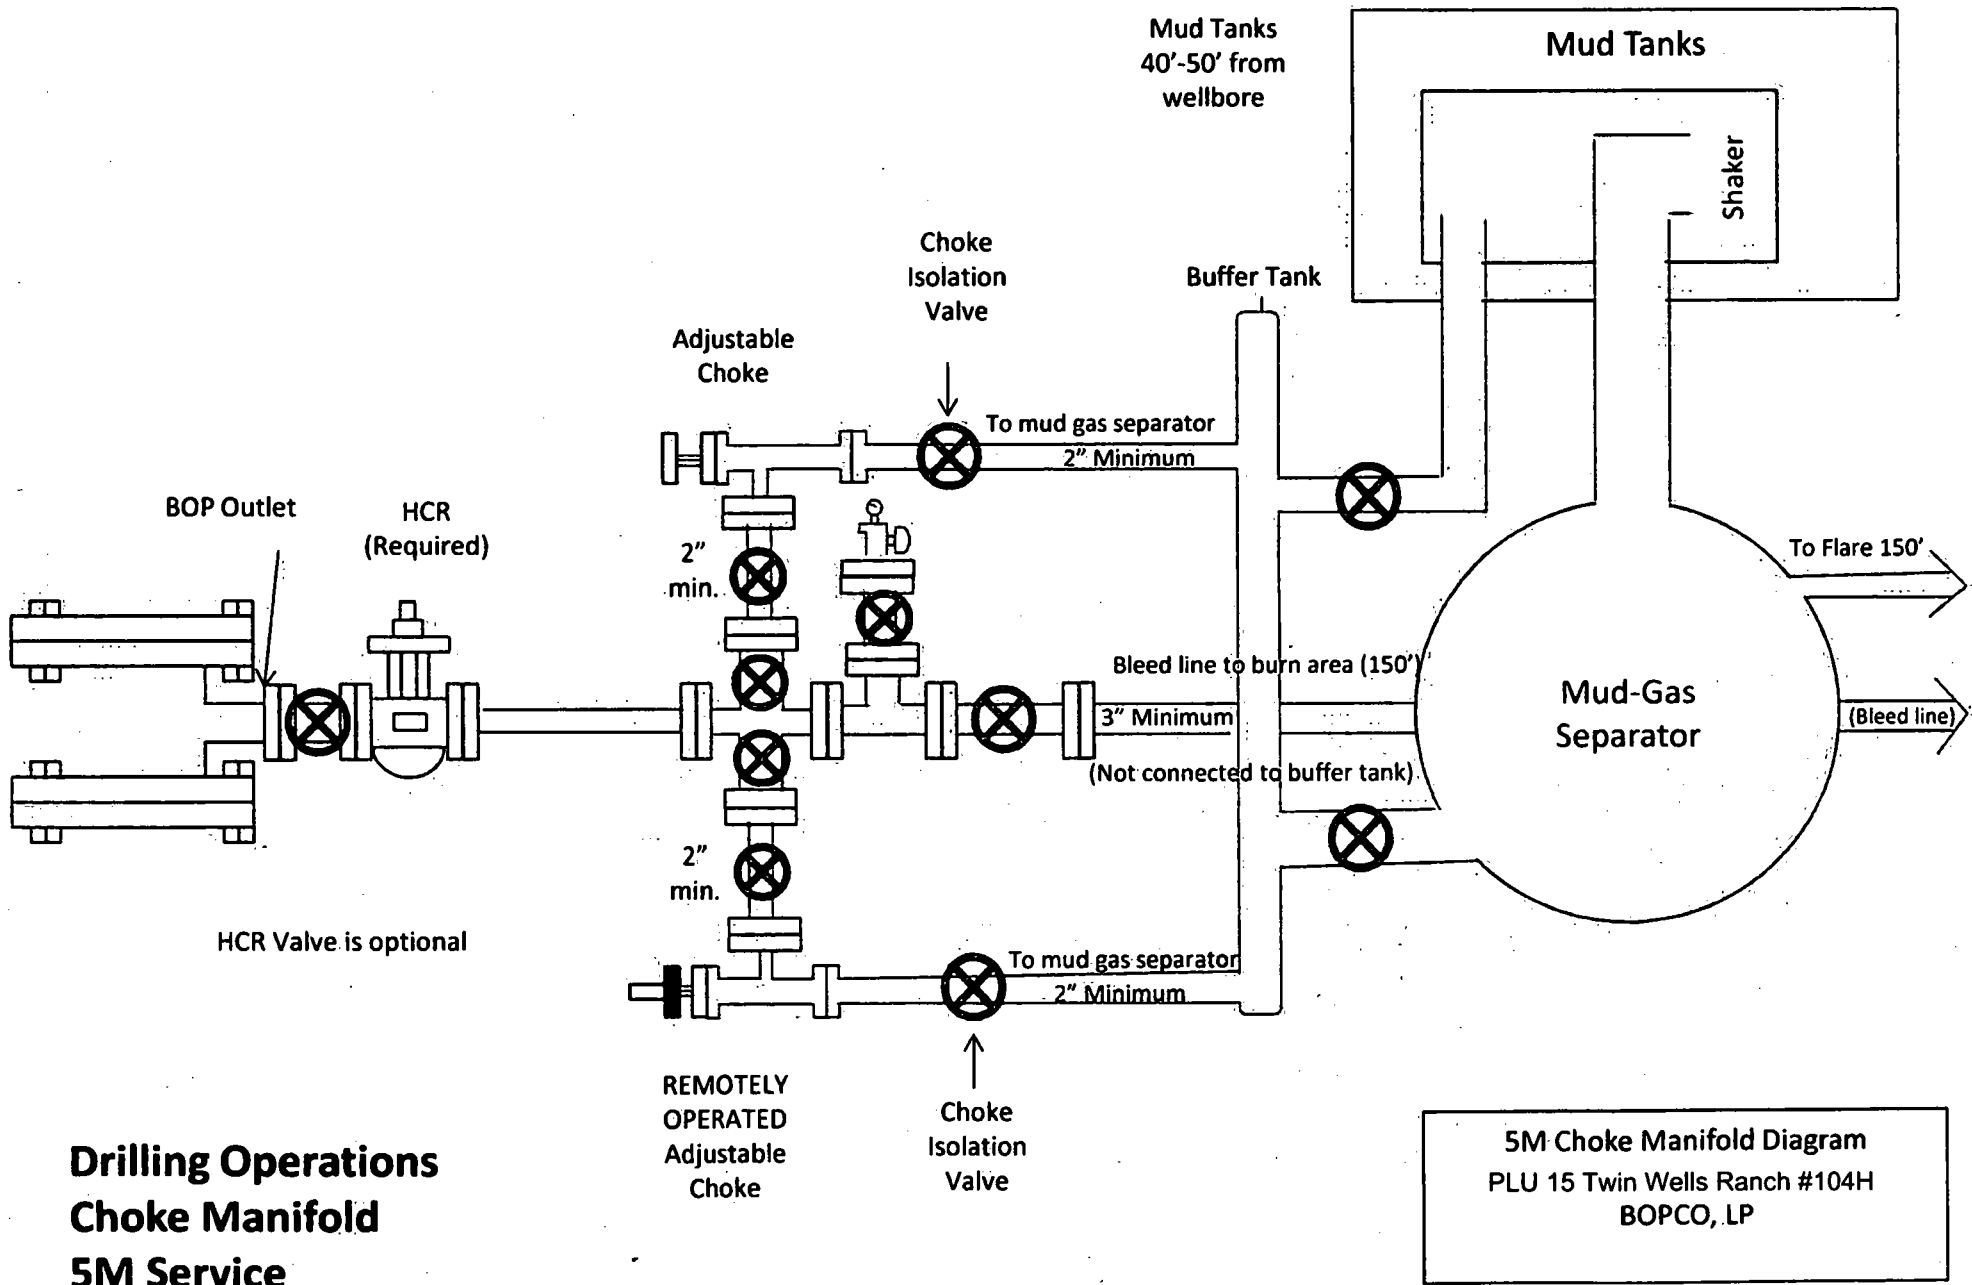 Mud Tanks
40'-50' from
wellbore
Mud Tanks
Shaker
Choke
Isolation
Valve
Buffer Tank
Adjustable
Choke
To mud gas separator
2" Minimum
BOP Outlet
HCR
(Required)
2"
min.
To Flare 150'
Bleed line to burn area (150')
3" Minimum
(Not connected to buffer tank)
Mud-Gas
Separator
(Bleed line)
2"
min.
HCR Valve is optional
To mud gas separator
2" Minimum
REMOTELY
OPERATED
Adjustable
Choke
Choke
Isolation
Valve
Drilling Operations
Choke Manifold
5M Service
5M Choke Manifold Diagram
PLU 15 Twin Wells Ranch #104H
BOPCO, LP